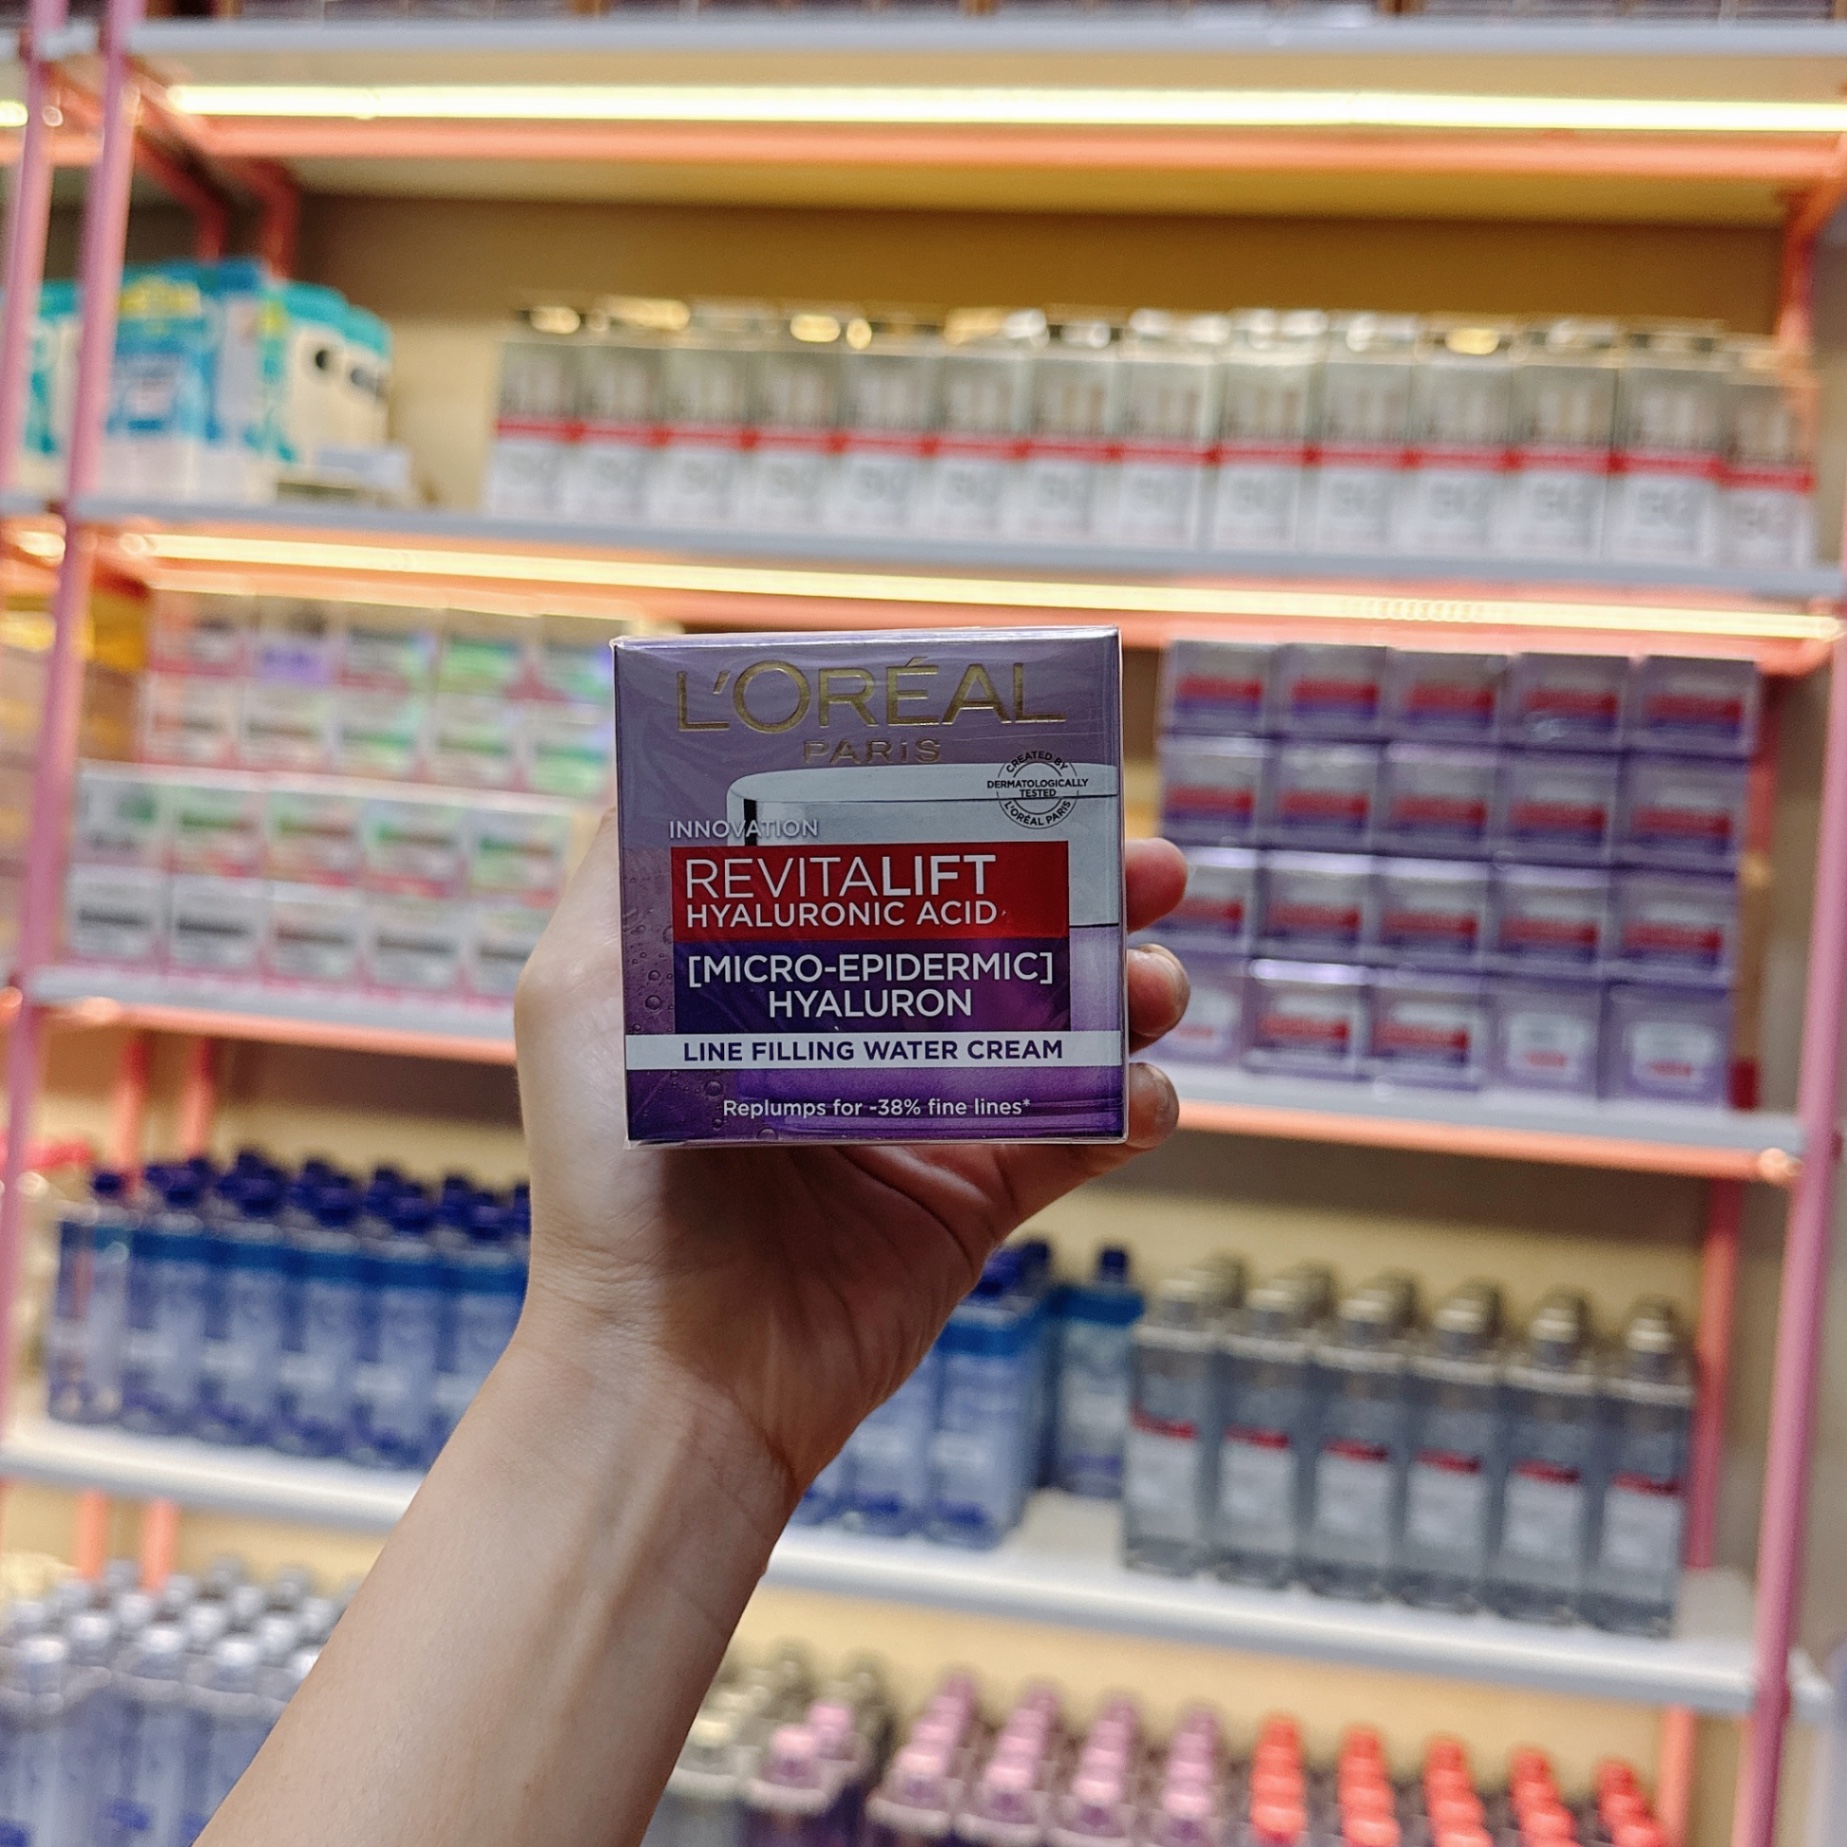 L'ORÉAL
PARIS
CREATED BY
DERMATOLOGICALLY
TESTED
L'ORÉAL PARIS
INNOVATION
REVITALIFT
HYALURONIC ACID
[MICRO-EPIDERMIC]
HYALURON
LINE FILLING WATER CREAM
Replumps for -38% fine lines*